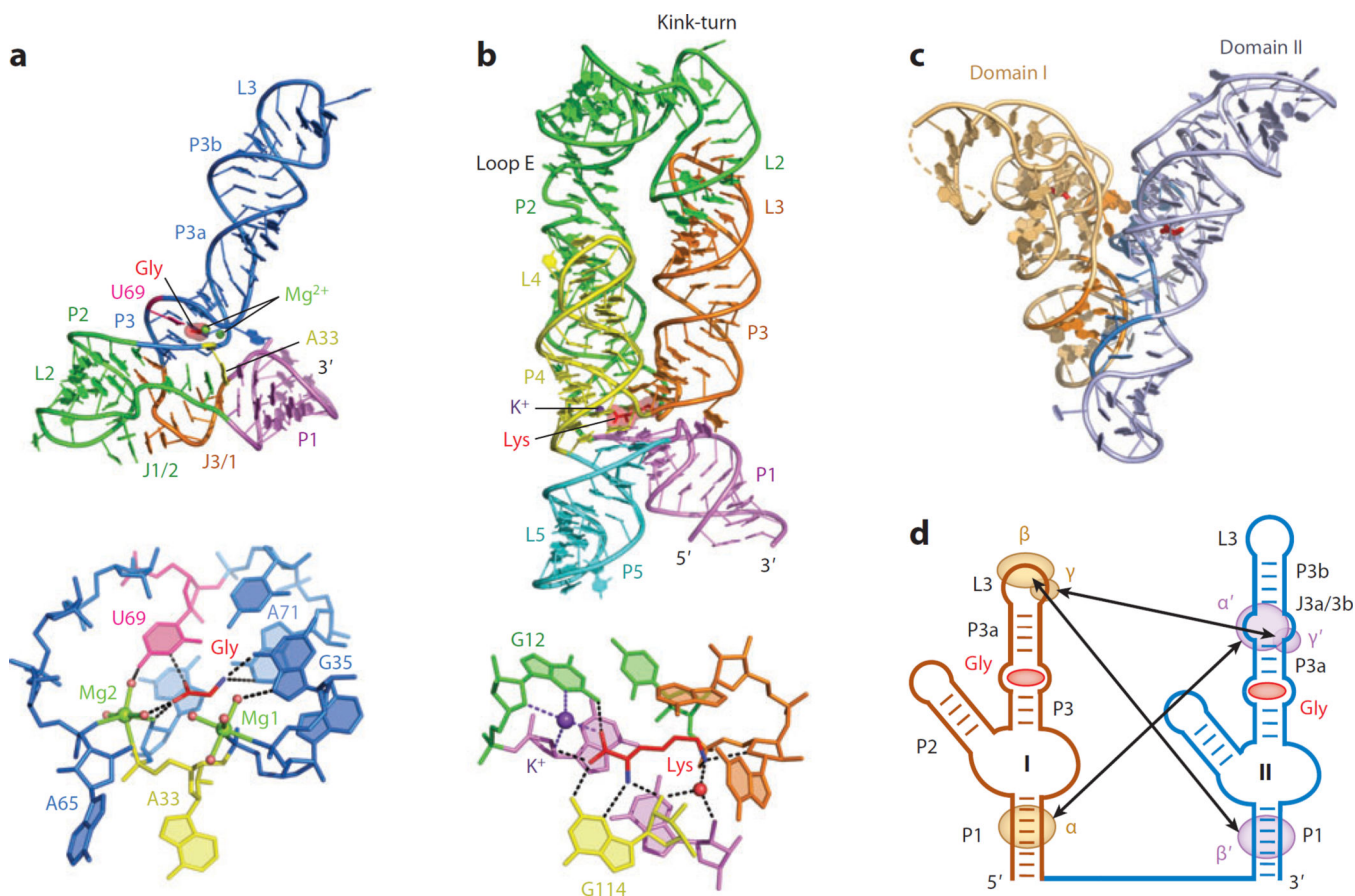 a
L3
P3b
P3a
Gly
U69
Mg²⁺
P2
P3
A33
L2
3′
P1
J1/2
J3/1
U69
A71
Gly
G35
Mg2
Mg1
A65
A33
b
Kink-turn
Loop E
L2
P2
L3
L4
P3
P4
K⁺
Lys
P1
L5
5′
3′
P5
G12
K⁺
Lys
G114
c
Domain I
Domain II
d
β
L3
γ
P3a
Gly
P3
P2
I
P1
α
5′
L3
P3b
α′
J3a/3b
γ′
P3a
Gly
II
P1
β′
3′